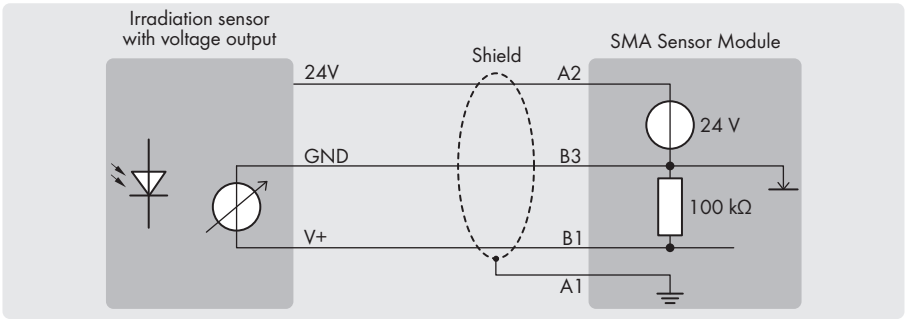 Irradiation sensor
with voltage output
Shield
SMA Sensor Module
24V
A2
24 V
GND
B3
100 kΩ
V+
B1
A1